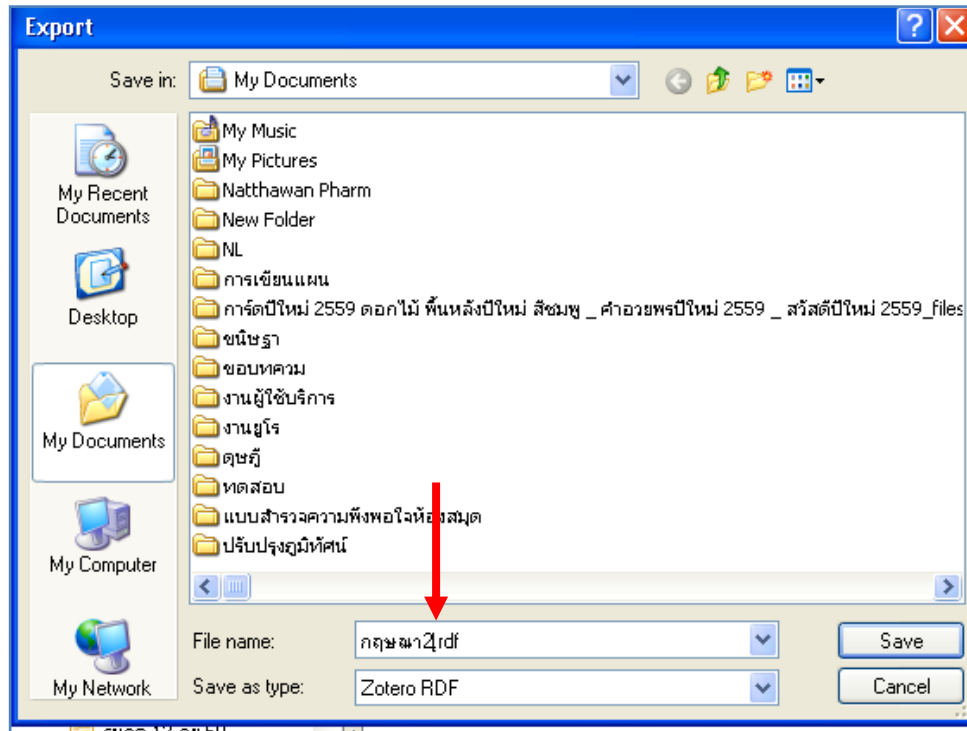 Export
Save in:
My Documents
My Recent
Documents
Desktop
My Documents
My Computer
My Network
My Music
My Pictures
Natthawan Pharm
New Folder
NL
การเขียนแผน
การ์ดปีใหม่ 2559 ดอกไม้ พื้นหลังปีใหม่ สีชมพู _ คำอวยพรปีใหม่ 2559 _ สวัสดีปีใหม่ 2559_files
ขนิษฐา
ขอบทความ
งานผู้ใช้บริการ
งานยูโร
ดุษฎี
ทดสอบ
แบบสำรวจความพึงพอใจห้องสมุด
ปรับปรุงภูมิทัศน์
File name:
กฤษณา2.rdf
Save
Save as type:
Zotero RDF
Cancel